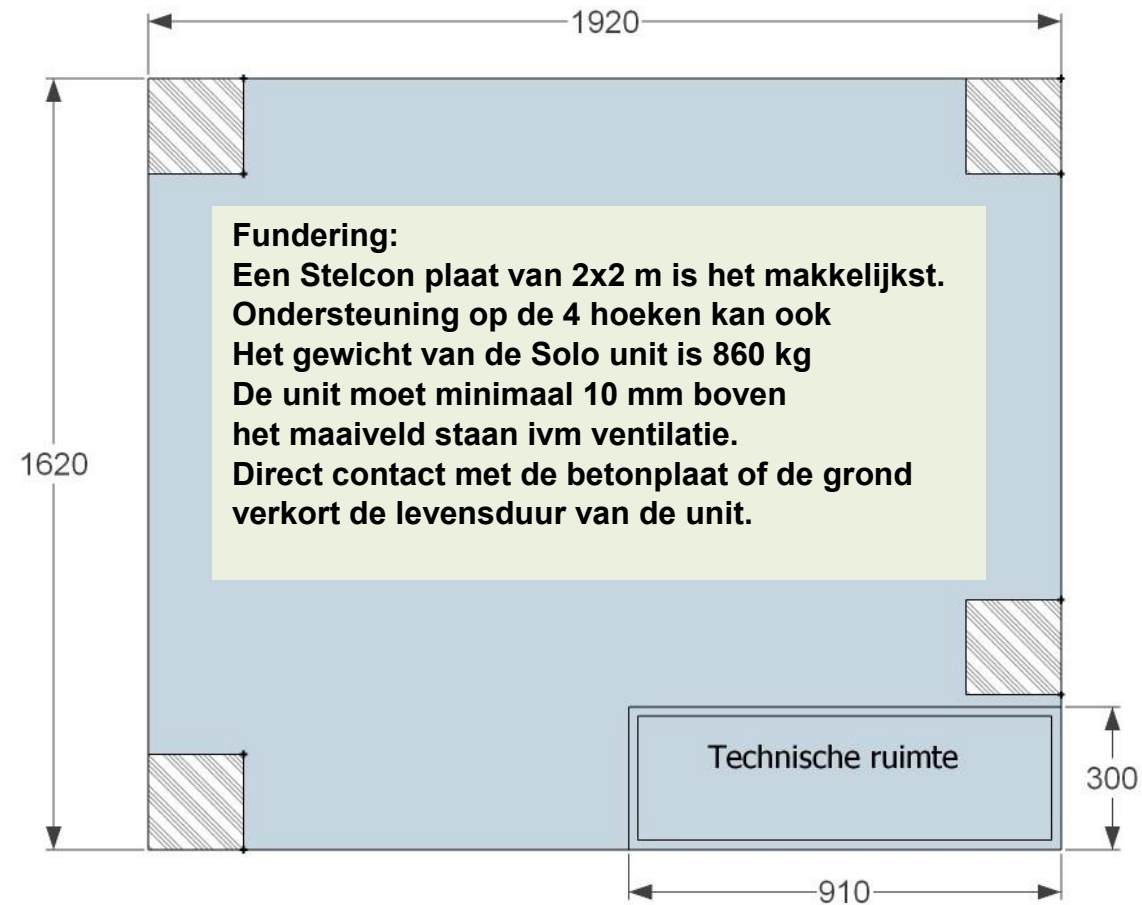 1920
Fundering:
Een Stelcon plaat van 2x2 m is het makkelijkst.
Ondersteuning op de 4 hoeken kan ook
Het gewicht van de Solo unit is 860 kg
De unit moet minimaal 10 mm boven
het maaiveld staan ivm ventilatie.
Direct contact met de betonplaat of de grond
verkort de levensduur van de unit.
1620
Technische ruimte
300
910